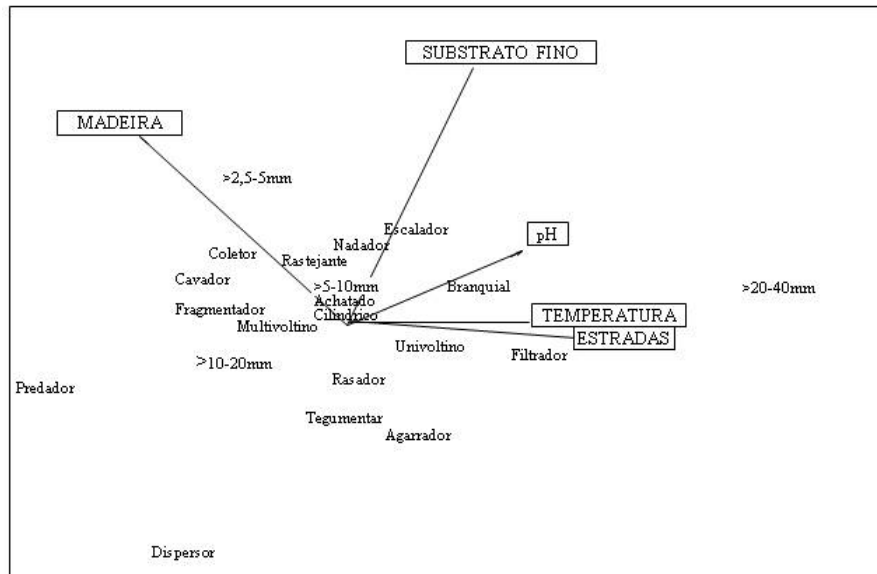 SUBSTRATO FINO
MADEIRA
>2,5-5mm
Escalador
pH
Nadador
Coletor
Rastejante
Cavador
>5-10mm
Branquial
>20-40mm
Achatado
Fragmentador
Cilíndrico
TEMPERATURA
Multivoltino
ESTRADAS
Univoltino
Filtrador
>10-20mm
Rasador
Predador
Tegumentar
Agarrador
Dispersor